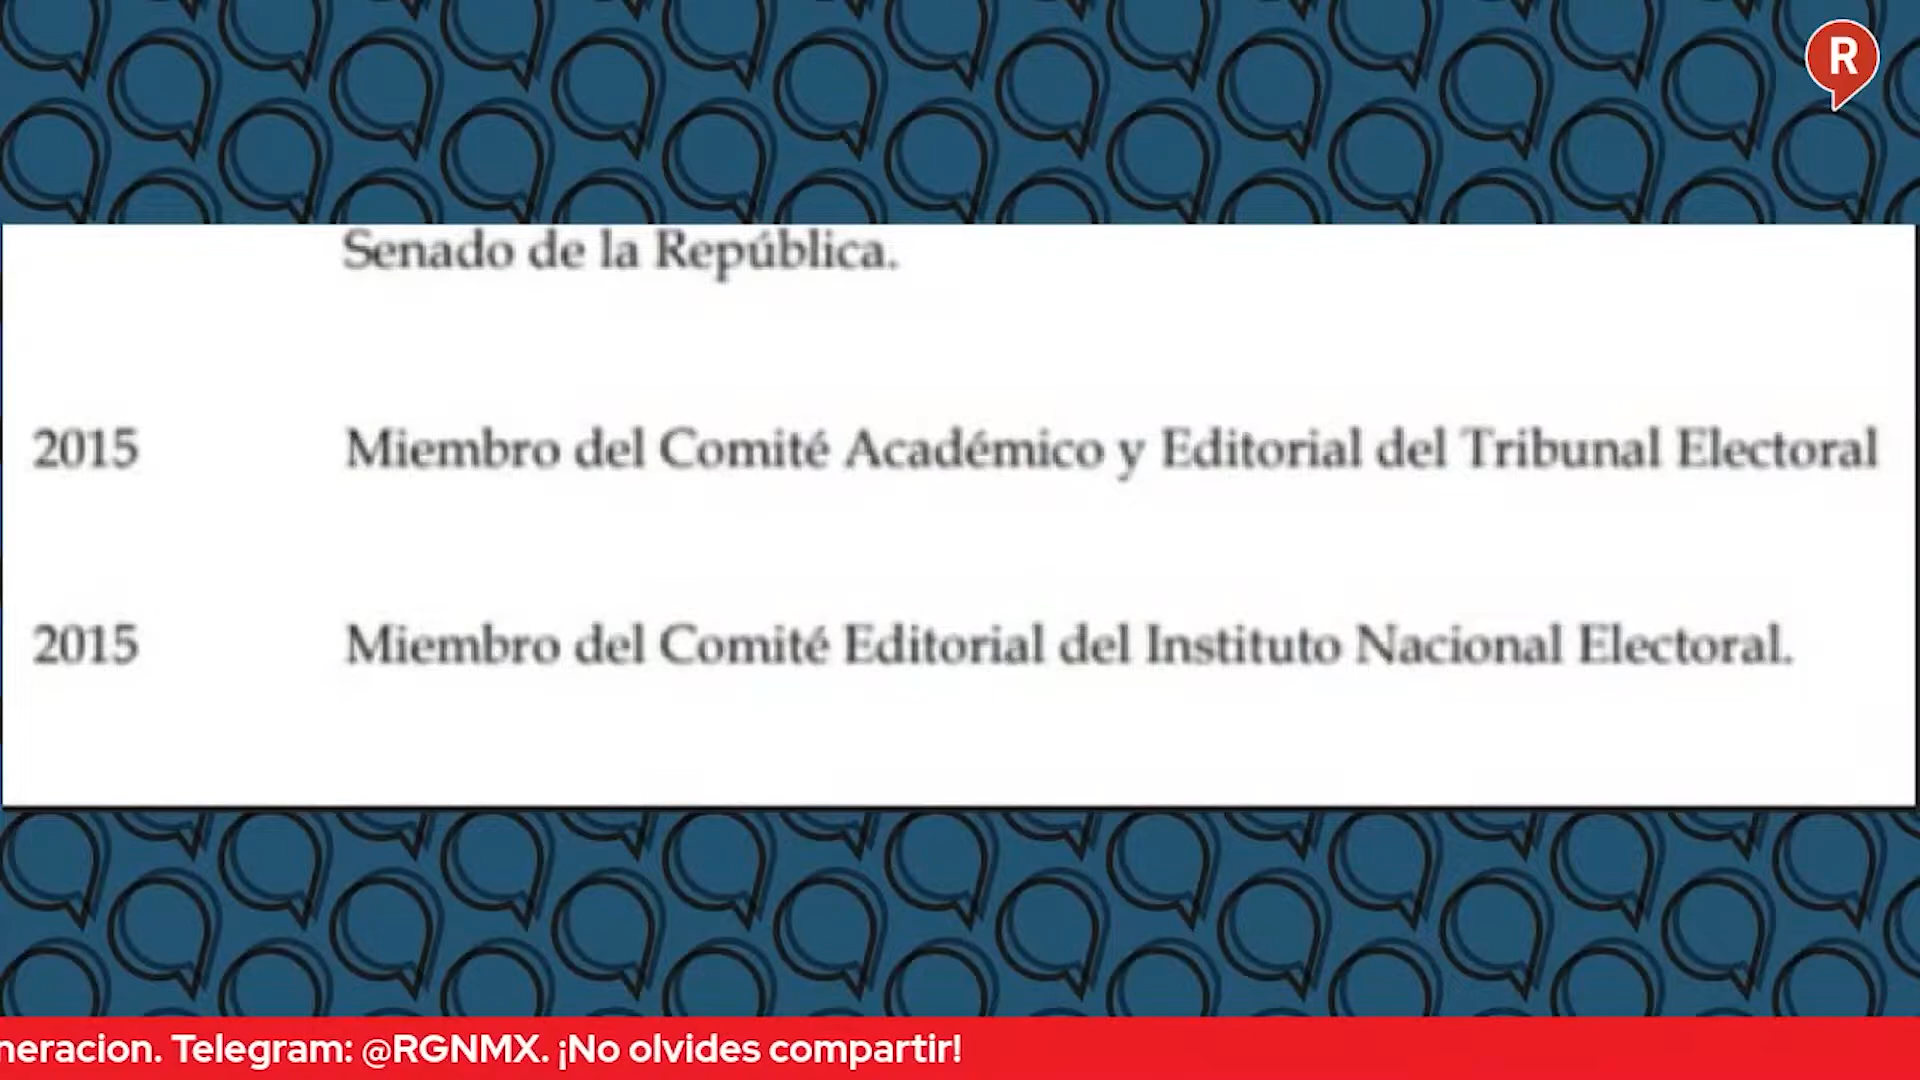 R
Senado de la República.
2015 Miembro del Comité Académico y Editorial del Tribunal Electoral
2015 Miembro del Comité Editorial del Instituto Nacional Electoral.
neracion. Telegram: @RGNMX. ¡No olvides compartir!